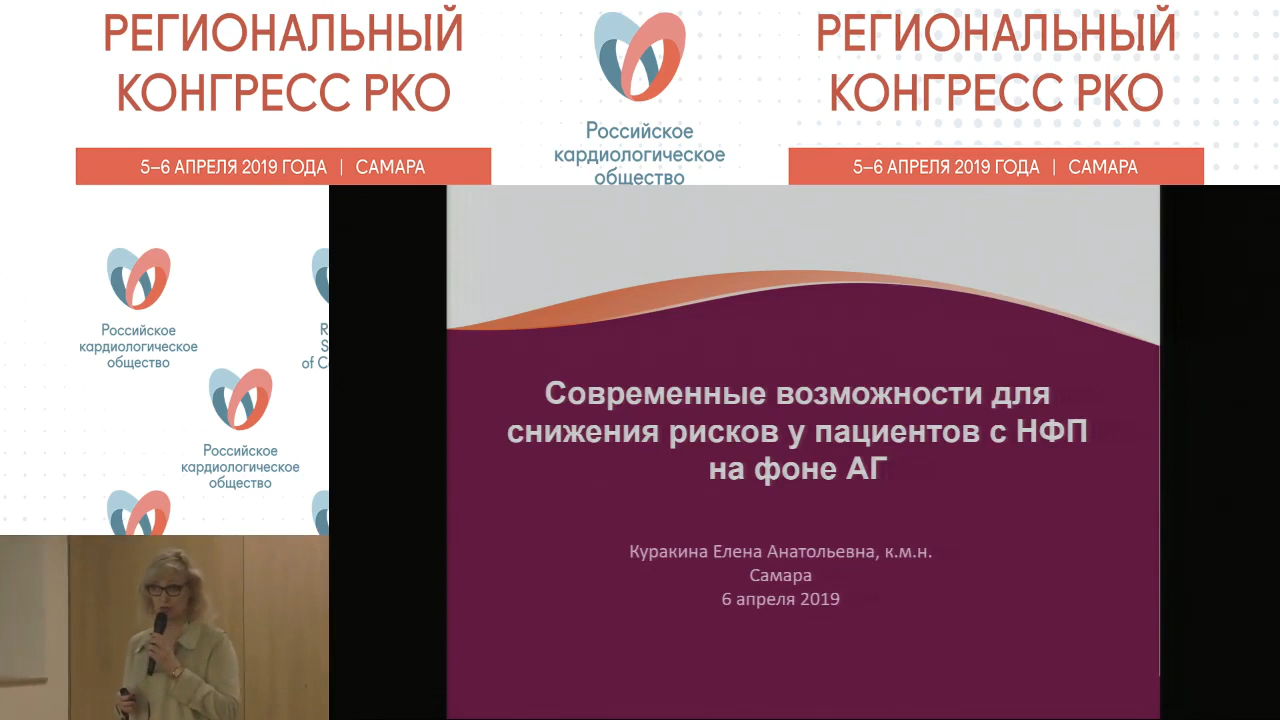 РЕГИОНАЛЬНЫЙ
КОНГРЕСС РКО
5–6 АПРЕЛЯ 2019 ГОДА | САМАРА
Российское
кардиологическое
общество
РЕГИОНАЛЬНЫЙ
КОНГРЕСС РКО
5–6 АПРЕЛЯ 2019 ГОДА | САМАРА
Российское
кардиологическое
общество
R
S
of C
Российское
кардиологическое
общество
Современные возможности для
снижения рисков у пациентов с НФП
на фоне АГ
Куракина Елена Анатольевна, к.м.н.
Самара
6 апреля 2019